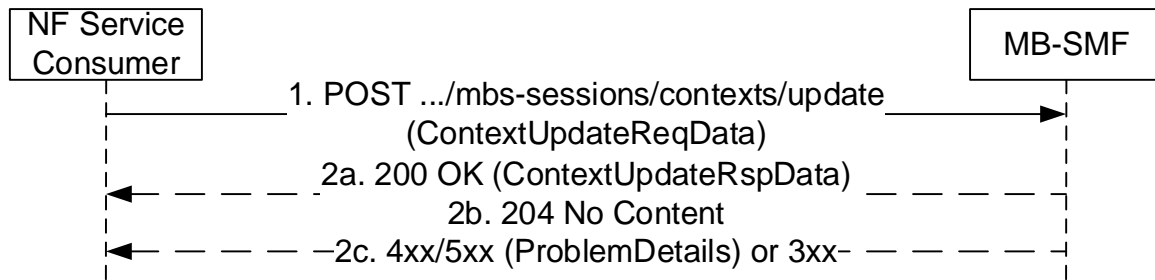 NF Service
Consumer
MB-SMF
1. POST .../mbs-sessions/contexts/update
(ContextUpdateReqData)
2a. 200 OK (ContextUpdateRspData)
2b. 204 No Content
2c. 4xx/5xx (ProblemDetails) or 3xx